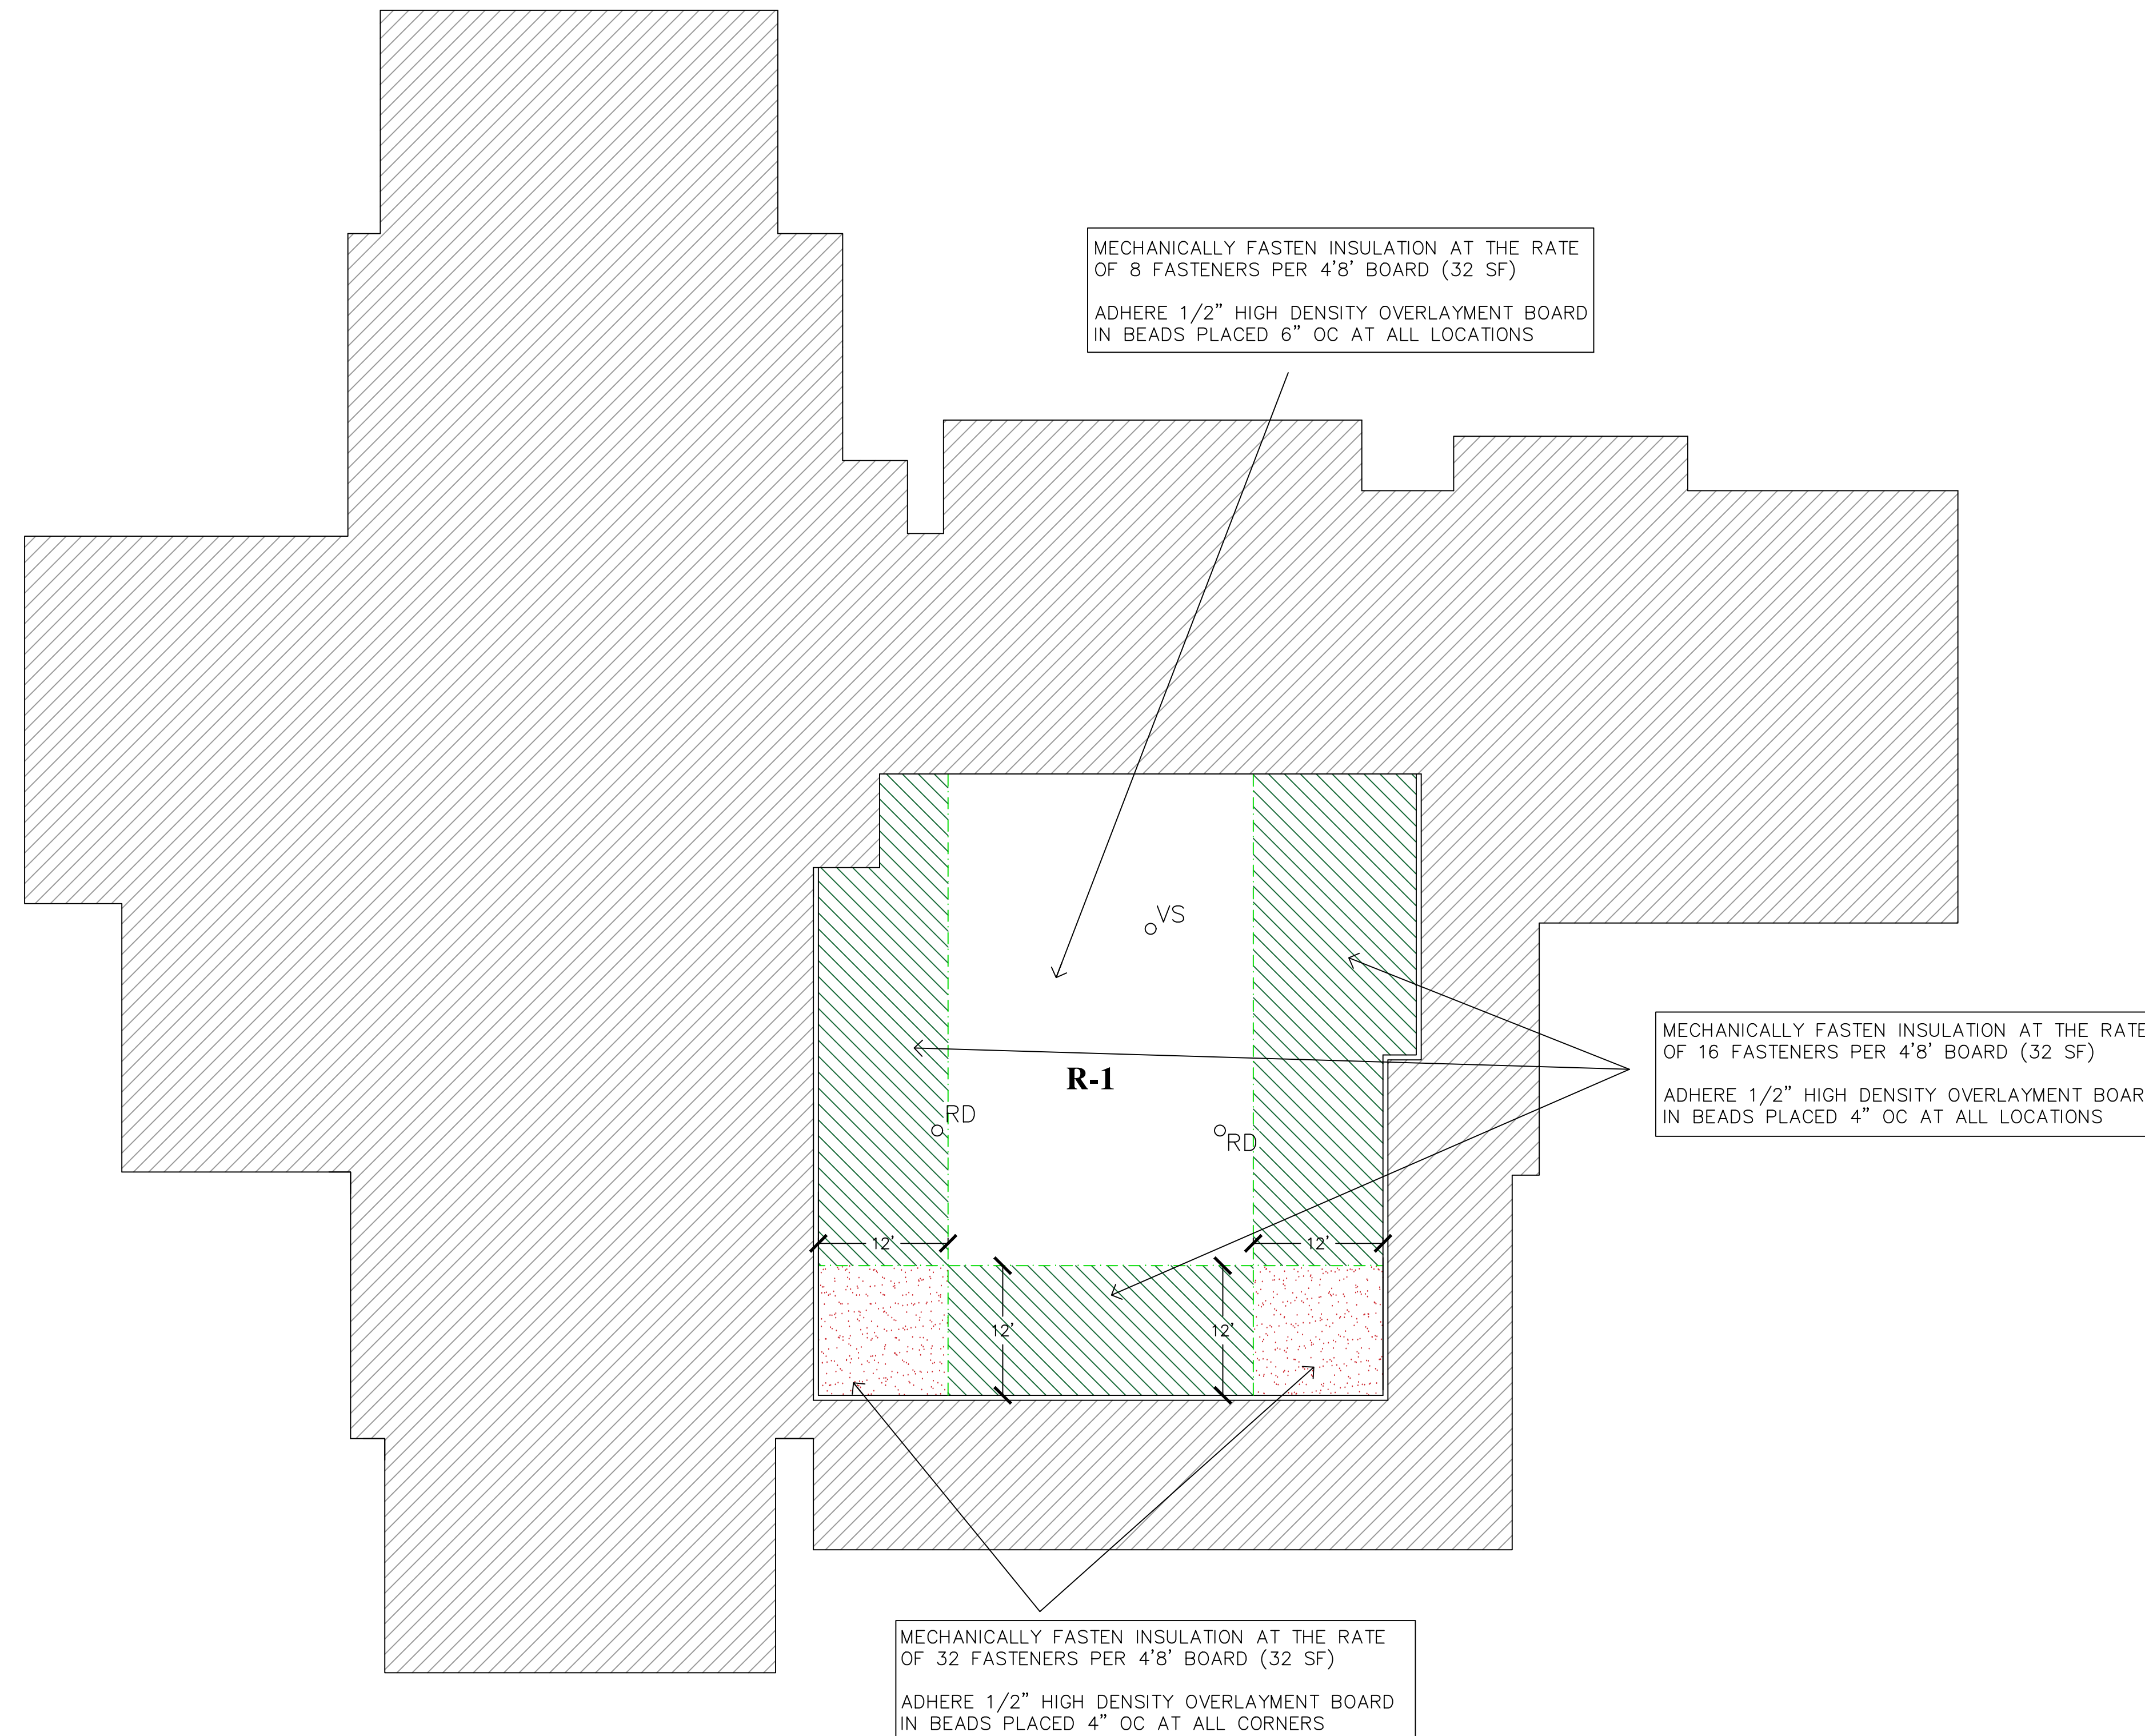 MECHANICALLY FASTEN INSULATION AT THE RATE
OF 8 FASTENERS PER 4'8' BOARD (32 SF)
ADHERE 1/2” HIGH DENSITY OVERLAYMENT BOARD
IN BEADS PLACED 6” OC AT ALL LOCATIONS
VS
MECHANICALLY FASTEN INSULATION AT THE RATE
OF 16 FASTENERS PER 4'8' BOARD (32 SF)
ADHERE 1/2” HIGH DENSITY OVERLAYMENT BOAR
IN BEADS PLACED 4” OC AT ALL LOCATIONS
R-1
RD
RD
12'
12'
12'
12'
MECHANICALLY FASTEN INSULATION AT THE RATE
OF 32 FASTENERS PER 4'8' BOARD (32 SF)
ADHERE 1/2” HIGH DENSITY OVERLAYMENT BOARD
IN BEADS PLACED 4” OC AT ALL CORNERS